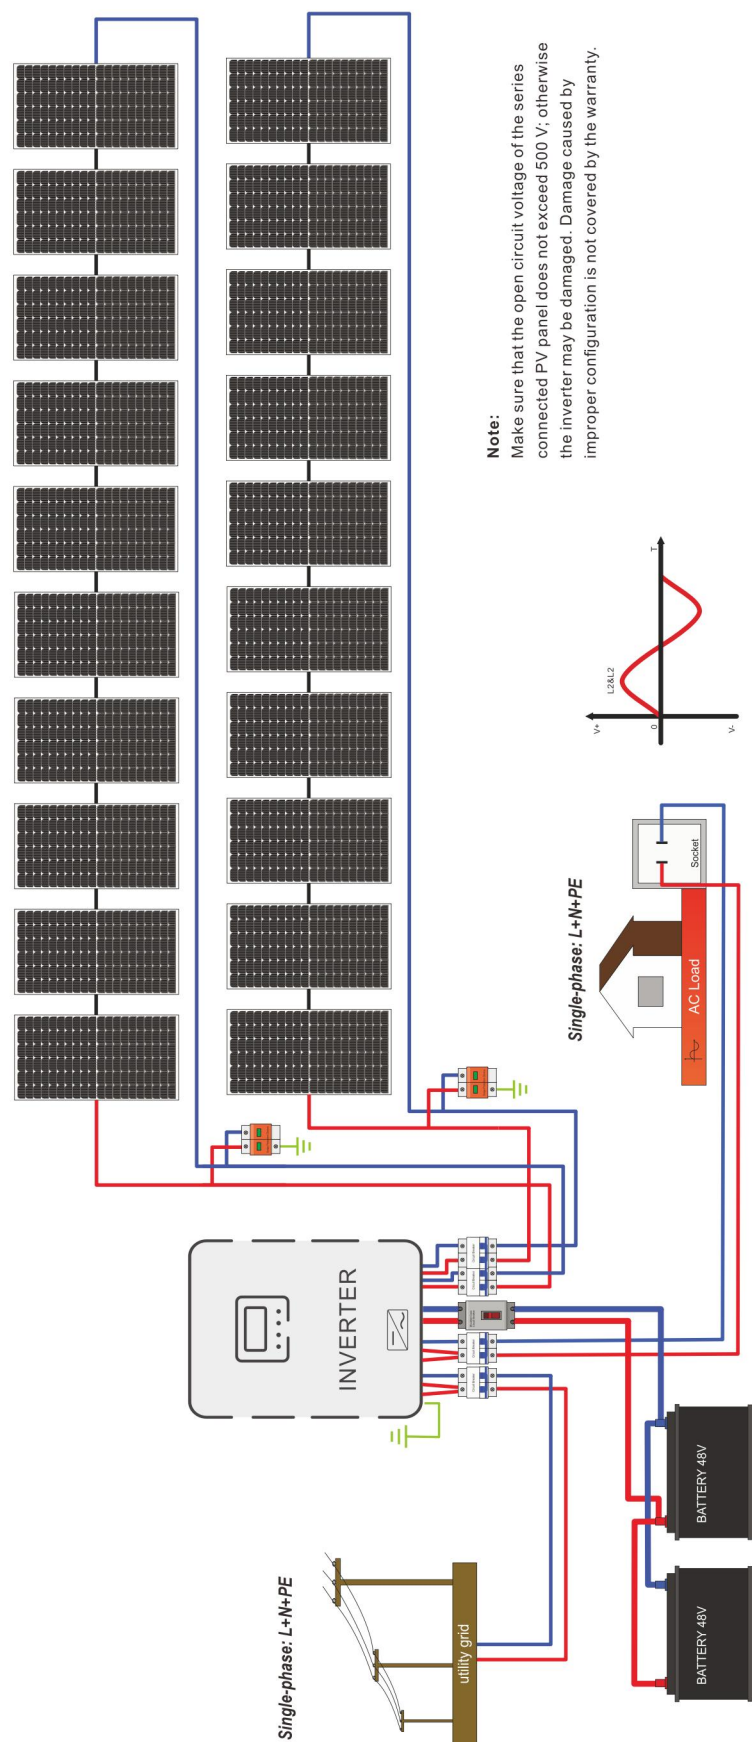 Note:
Make sure that the open circuit voltage of the series
connected PV panel does not exceed 500 V; otherwise
the inverter may be damaged. Damage caused by
improper configuration is not covered by the warranty.
INVERTER
Single-phase: L+N+PE
utility grid
BATTERY 48V
BATTERY 48V
Single-phase: L+N+PE
AC Load
Socket
V+
L2&L2
0
T
V-